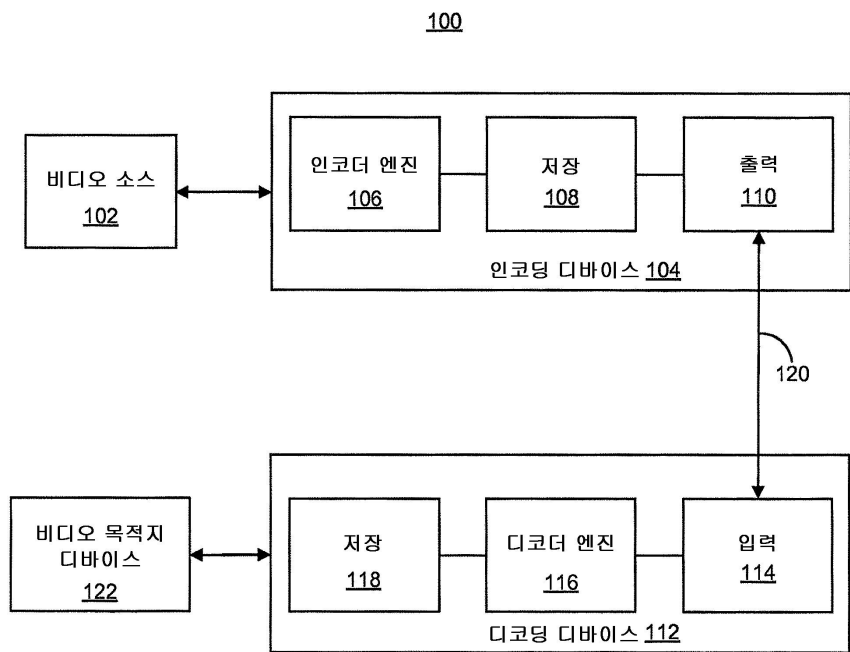 100
비디오 소스
102
인코더 엔진
106
저장
108
출력
110
인코딩 디바이스 104
120
비디오 목적지
디바이스
122
저장
118
디코더 엔진
116
입력
114
디코딩 디바이스 112